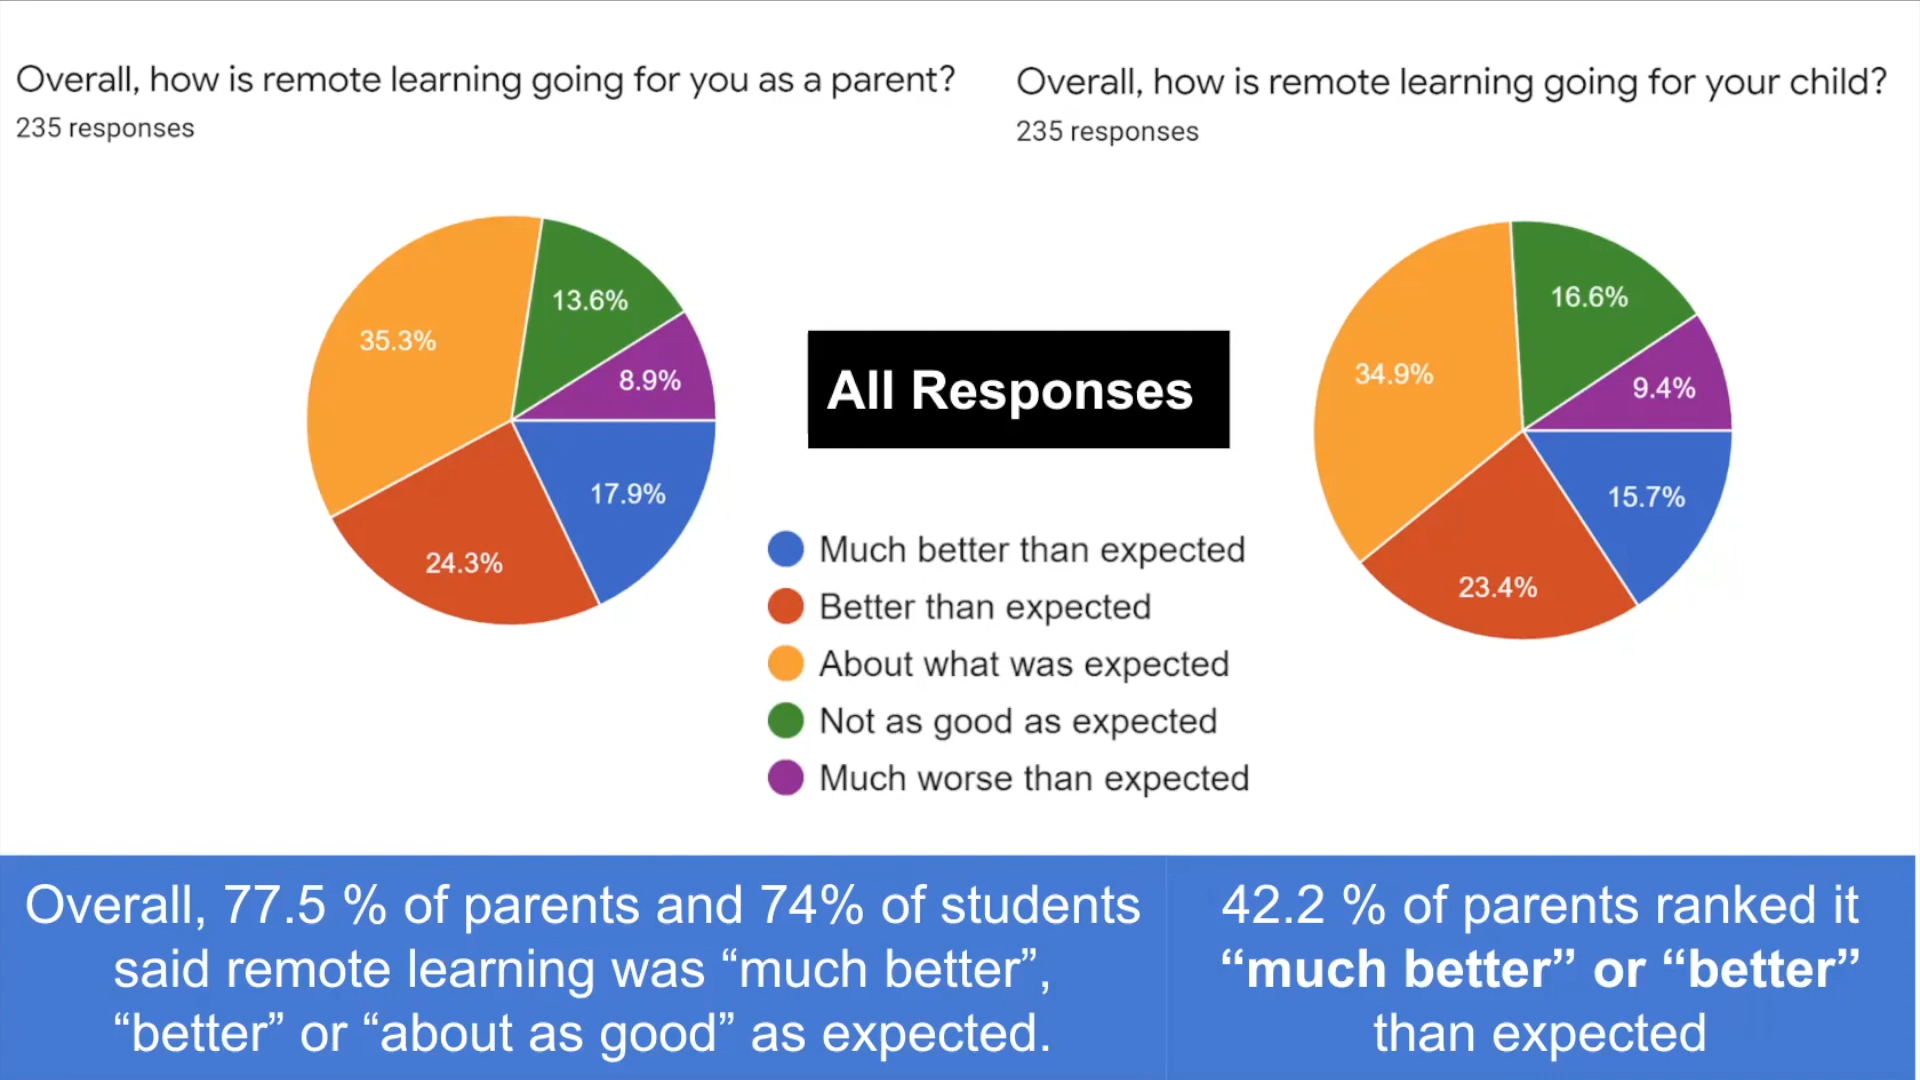 Overall, how is remote learning going for you as a parent?
235 responses
Overall, how is remote learning going for your child?
235 responses
35.3%
13.6%
8.9%
17.9%
24.3%
All Responses
Much better than expected
Better than expected
About what was expected
Not as good as expected
Much worse than expected
34.9%
16.6%
9.4%
15.7%
23.4%
Overall, 77.5 % of parents and 74% of students
said remote learning was “much better”,
“better” or “about as good” as expected.
42.2 % of parents ranked it
“much better” or “better”
than expected